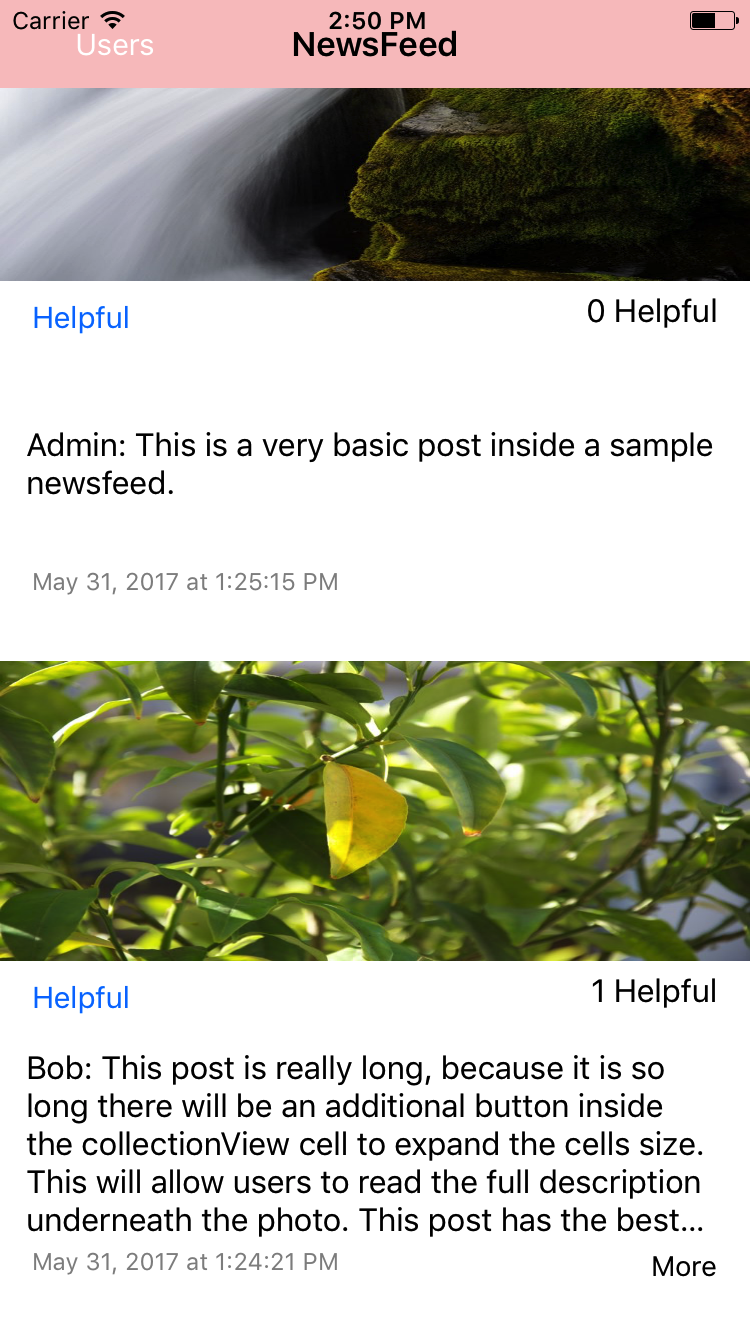 Carrier 2:50 PM
Users NewsFeed
Helpful 0 Helpful
Admin: This is a very basic post inside a sample
newsfeed.
May 31, 2017 at 1:25:15 PM
Helpful 1 Helpful
Bob: This post is really long, because it is so
long there will be an additional button inside
the collectionView cell to expand the cells size.
This will allow users to read the full description
underneath the photo. This post has the best...
May 31, 2017 at 1:24:21 PM More